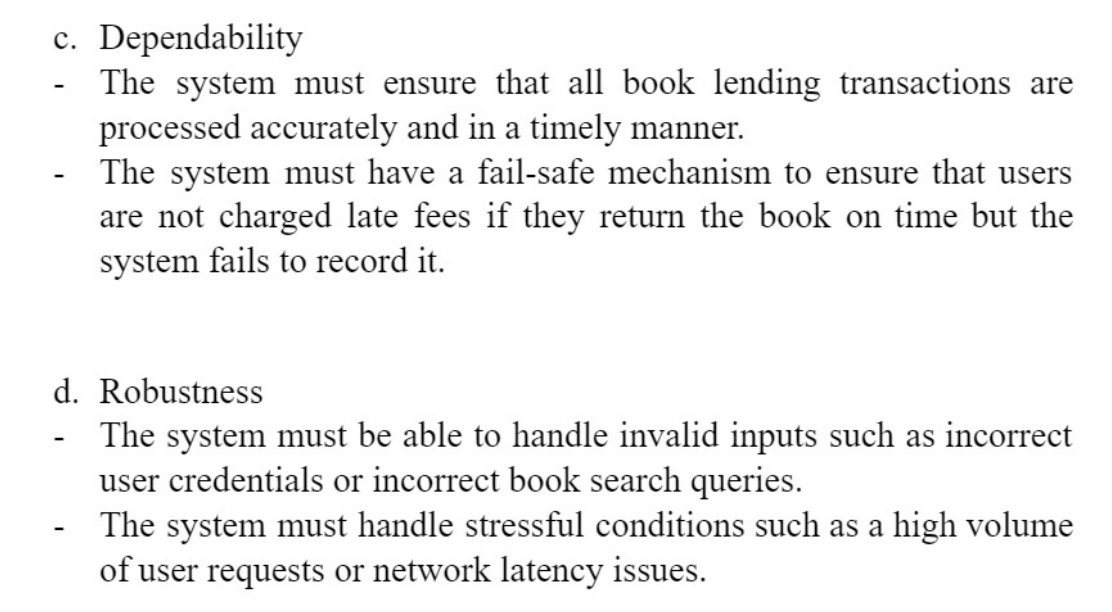 c. Dependability
- The system must ensure that all book lending transactions are
processed accurately and in a timely manner.
- The system must have a fail-safe mechanism to ensure that users
are not charged late fees if they return the book on time but the
system fails to record it.
d. Robustness
- The system must be able to handle invalid inputs such as incorrect
user credentials or incorrect book search queries.
- The system must handle stressful conditions such as a high volume
of user requests or network latency issues.